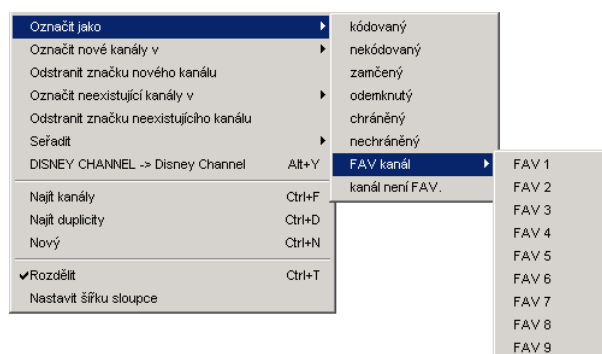 Označit jako
Označit nové kanály v
Odstranit značku nového kanálu
Označit neexistující kanály v
Odstranit značku neexistujícího kanálu
Seřadit
DISNEY CHANNEL -> Disney Channel Alt+Y
Najít kanály Ctrl+F
Najít duplicity Ctrl+D
Nový Ctrl+N
Rozdělit Ctrl+T
Nastavit šířku sloupce
kódovaný
nekódovaný
zamčený
odemknutý
chráněný
nechráněný
FAV kanál
kanál není FAV.
FAV 1
FAV 2
FAV 3
FAV 4
FAV 5
FAV 6
FAV 7
FAV 8
FAV 9